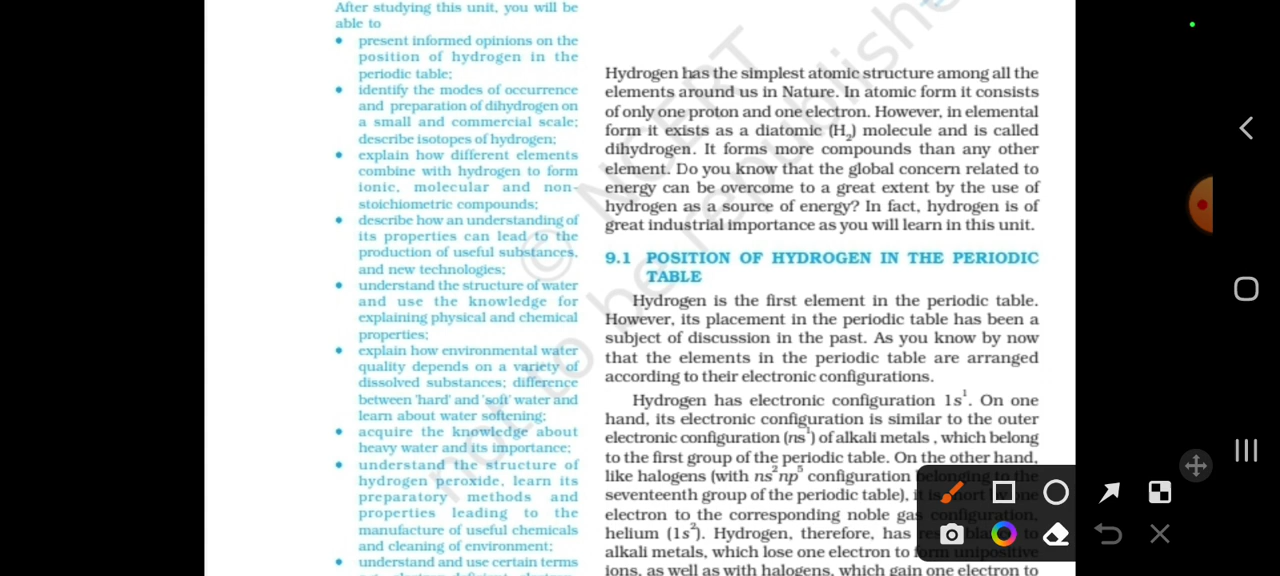 After studying this unit, you will be
able to
• present informed opinions on the
position of hydrogen in the
periodic table;
• identify the modes of occurrence
and preparation of dihydrogen on
a small and commercial scale;
describe isotopes of hydrogen;
• explain how different elements
combine with hydrogen to form
ionic, molecular and non-
stoichiometric compounds;
• describe how an understanding of
its properties can lead to the
production of useful substances,
and new technologies;
• understand the structure of water
and use the knowledge for
explaining physical and chemical
properties;
• explain how environmental water
quality depends on a variety of
dissolved substances; difference
between 'hard' and 'soft' water and
learn about water softening;
• acquire the knowledge about
heavy water and its importance;
• understand the structure of
hydrogen peroxide, learn its
preparatory methods and
properties leading to the
manufacture of useful chemicals
and cleaning of environment;
• understand and use certain terms
Hydrogen has the simplest atomic structure among all the
elements around us in Nature. In atomic form it consists
of only one proton and one electron. However, in elemental
form it exists as a diatomic (H₂) molecule and is called
dihydrogen. It forms more compounds than any other
element. Do you know that the global concern related to
energy can be overcome to a great extent by the use of
hydrogen as a source of energy? In fact, hydrogen is of
great industrial importance as you will learn in this unit.
9.1 POSITION OF HYDROGEN IN THE PERIODIC
TABLE
Hydrogen is the first element in the periodic table.
However, its placement in the periodic table has been a
subject of discussion in the past. As you know by now
that the elements in the periodic table are arranged
according to their electronic configurations.
Hydrogen has electronic configuration 1s¹. On one
hand, its electronic configuration is similar to the outer
electronic configuration (ns¹) of alkali metals , which belong
to the first group of the periodic table. On the other hand,
like halogens (with ns²np⁵ configuration belonging to the
seventeenth group of the periodic table), it is short by one
electron to the corresponding noble gas configuration,
helium (1s²). Hydrogen, therefore, has resemblance to
alkali metals, which lose one electron to form unipositive
ions, as well as with halogens, which gain one electron to
© NCERT
not to be republished